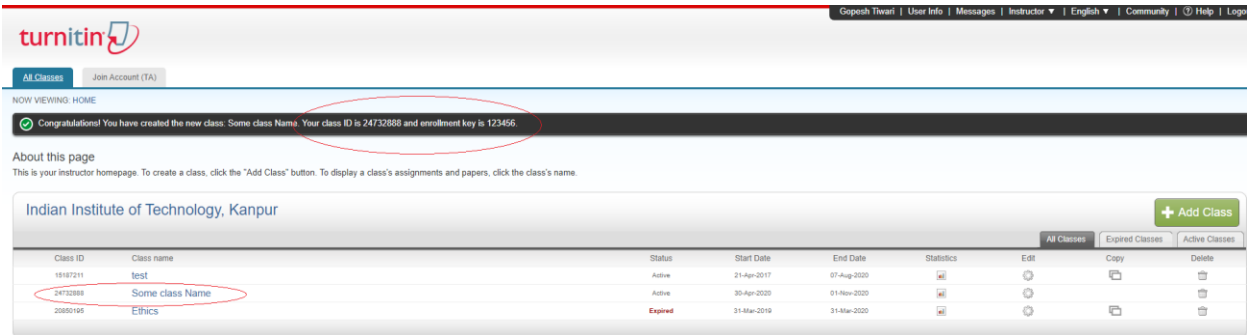 Gopesh Tiwari | User Info | Messages | Instructor ▼ | English ▼ | Community | ? Help | Logo
turnitin
All Classes Join Account (TA)
NOW VIEWING: HOME
Congratulations! You have created the new class: Some class Name. Your class ID is 24732888 and enrollment key is 123456.
About this page
This is your instructor homepage. To create a class, click the "Add Class" button. To display a class's assignments and papers, click the class's name.
Indian Institute of Technology, Kanpur
+ Add Class
All Classes Expired Classes Active Classes
Class ID Class name Status Start Date End Date Statistics Edit Copy Delete
15187211 test Active 21-Apr-2017 07-Aug-2020
24732888 Some class Name Active 30-Apr-2020 01-Nov-2020
20850195 Ethics Expired 31-Mar-2019 31-Mar-2020